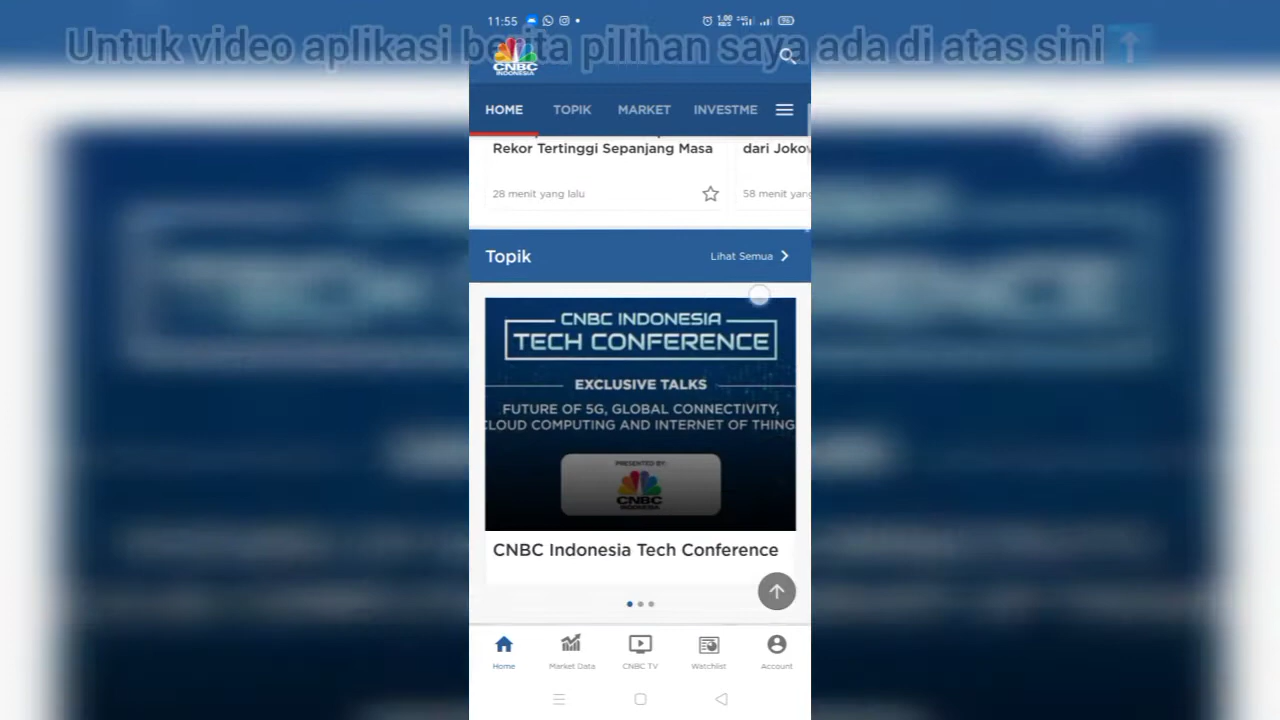 11:55
Untuk video aplikasi berita pilihan saya ada di atas sini
CNBC
INDONESIA
HOME TOPIK MARKET INVESTME
Rekor Tertinggi Sepanjang Masa
28 menit yang lalu
dari Jokow
58 menit yang
Topik
Lihat Semua
CNBC INDONESIA
TECH CONFERENCE
EXCLUSIVE TALKS
FUTURE OF 5G, GLOBAL CONNECTIVITY,
CLOUD COMPUTING AND INTERNET OF THING
PRESENTED BY:
CNBC
INDONESIA
CNBC Indonesia Tech Conference
Home Market Data CNBC TV Watchlist Account